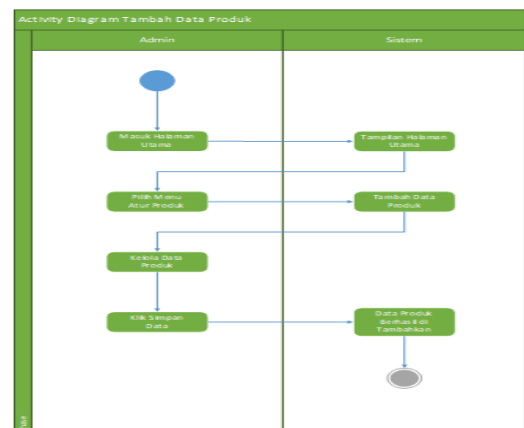 Activity Diagram Tambah Data Produk
Admin
Sistem
Masuk Halaman
Utama
Tampilan Halaman
Utama
Pilih Menu
Atur Produk
Tambah Data
Produk
Kelola Data
Produk
Klik Simpan
Data
Data Produk
Berhasil di
Tambahkan